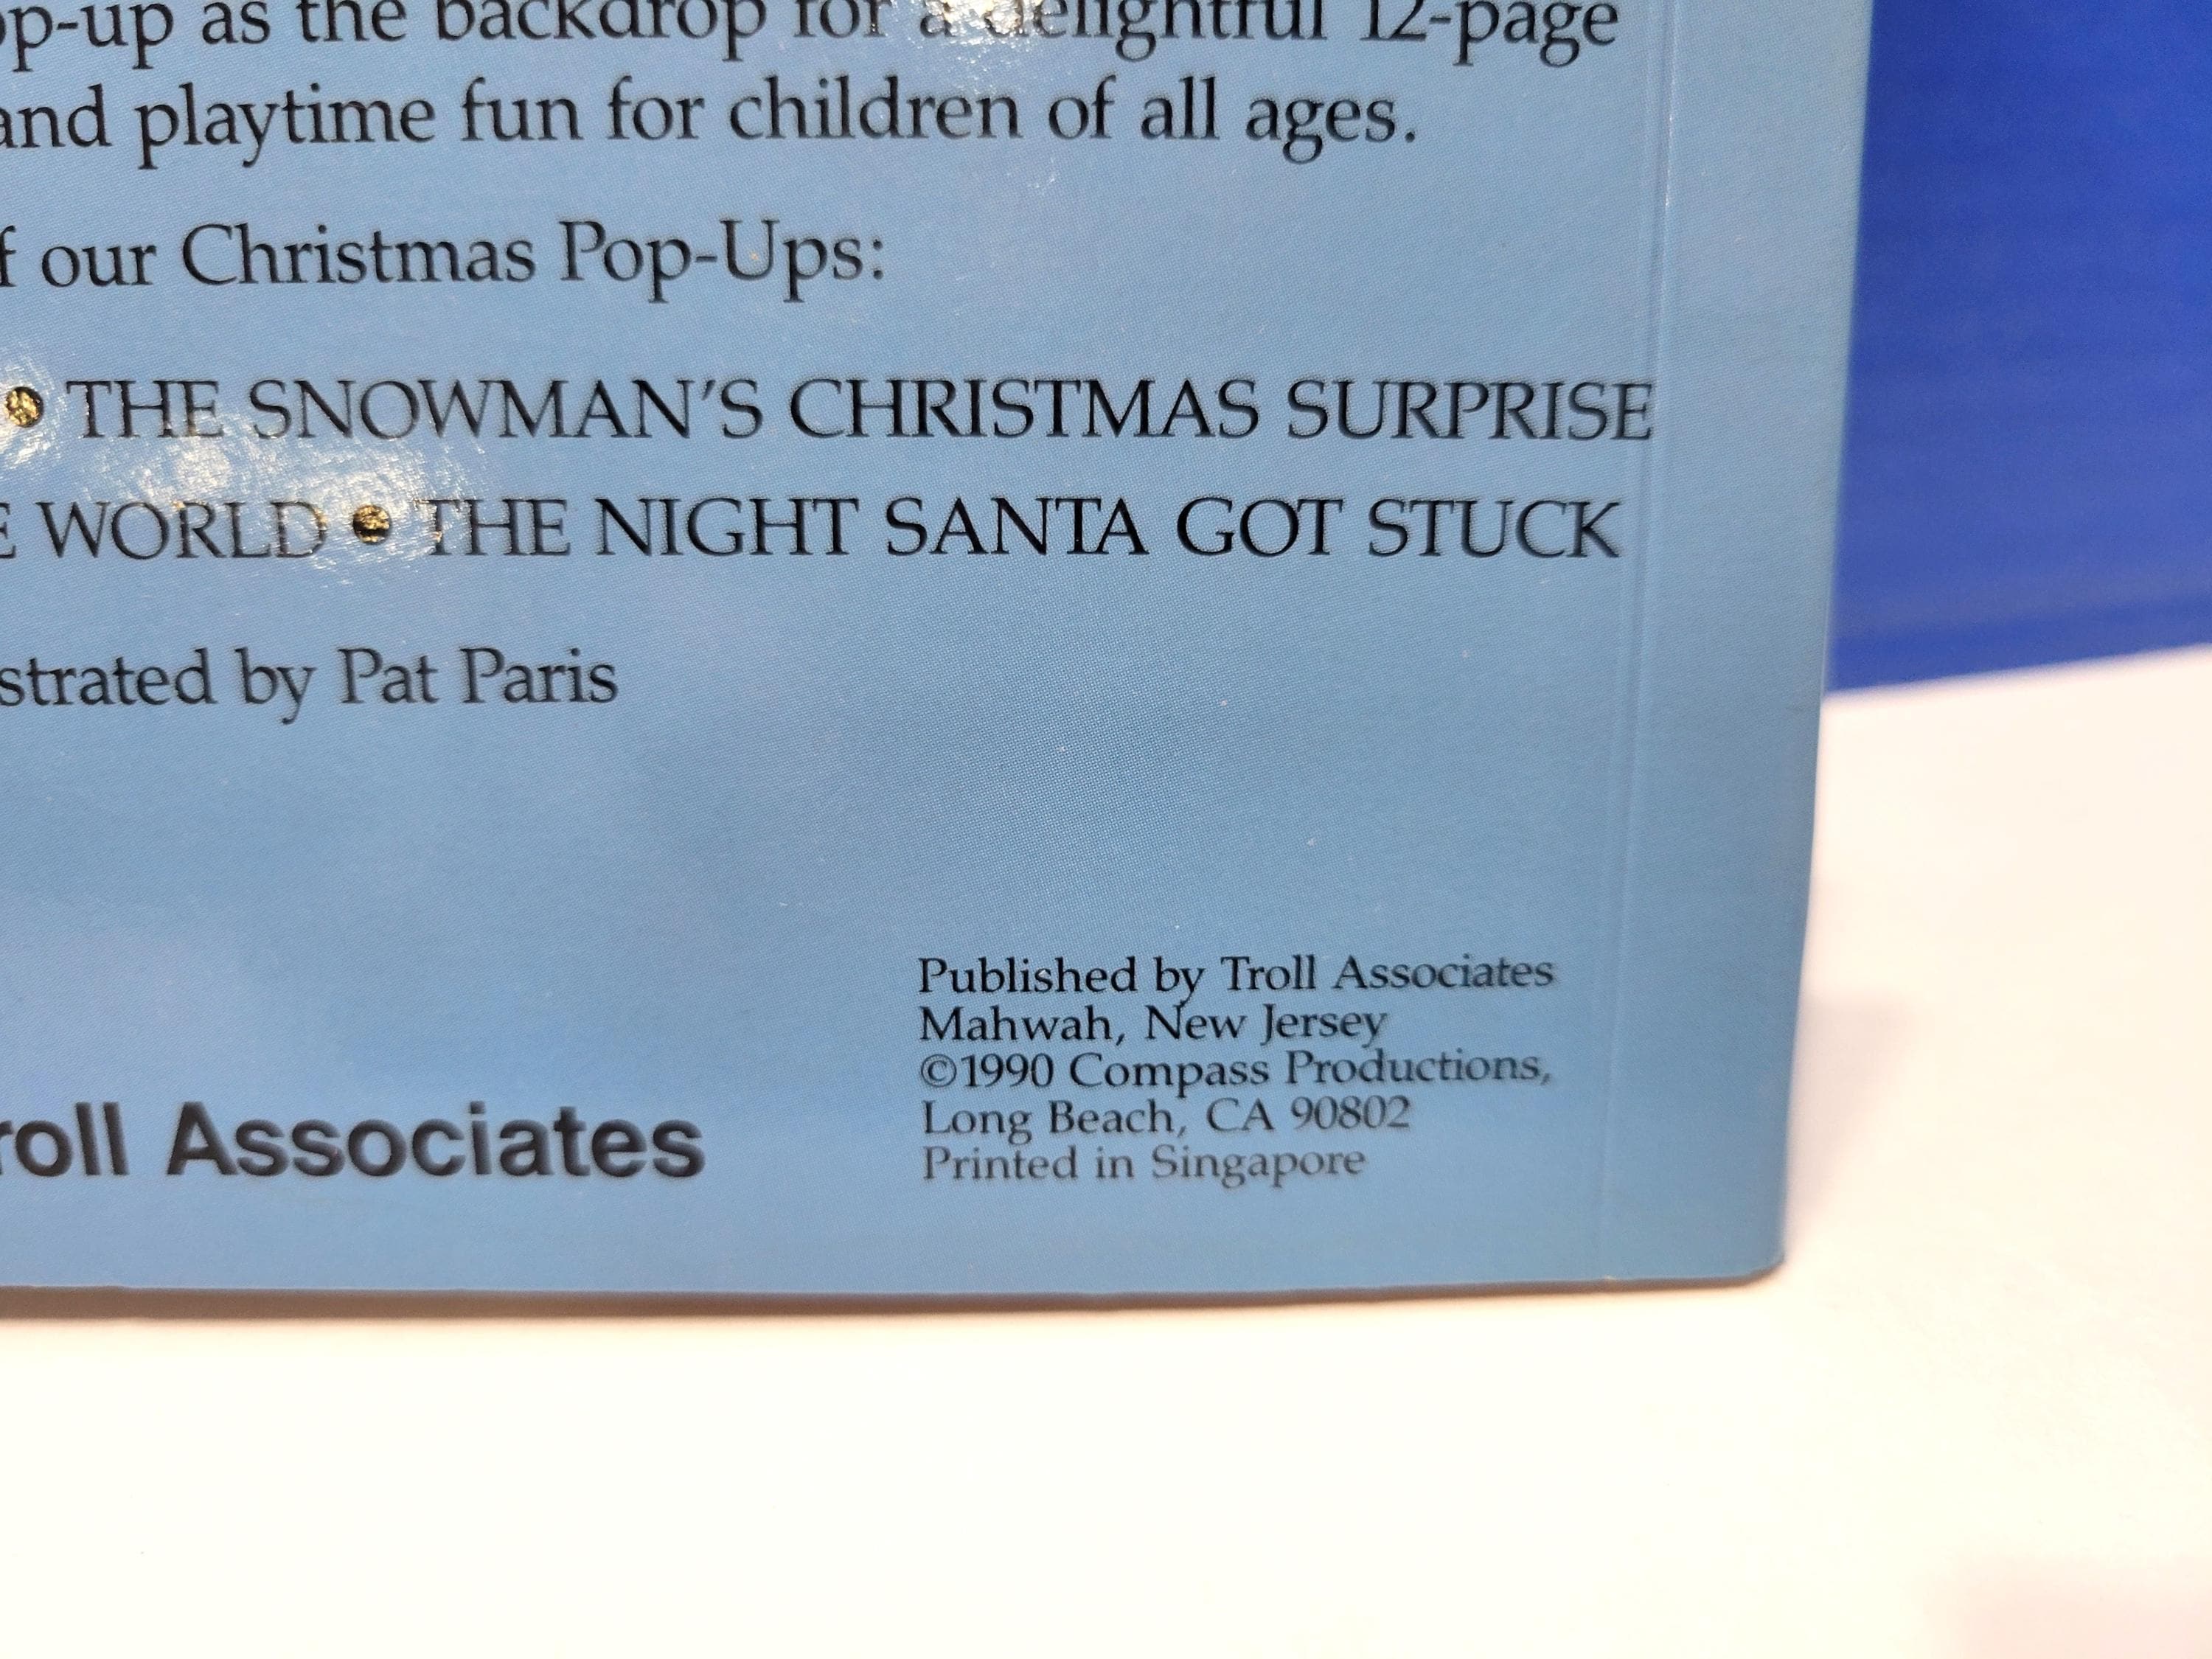 p-up as the backdrop for a delightful 12-page
and playtime fun for children of all ages.
f our Christmas Pop-Ups:
• THE SNOWMAN'S CHRISTMAS SURPRISE
E WORLD • THE NIGHT SANTA GOT STUCK
strated by Pat Paris
Published by Troll Associates
Mahwah, New Jersey
©1990 Compass Productions,
Long Beach, CA 90802
Printed in Singapore
roll Associates